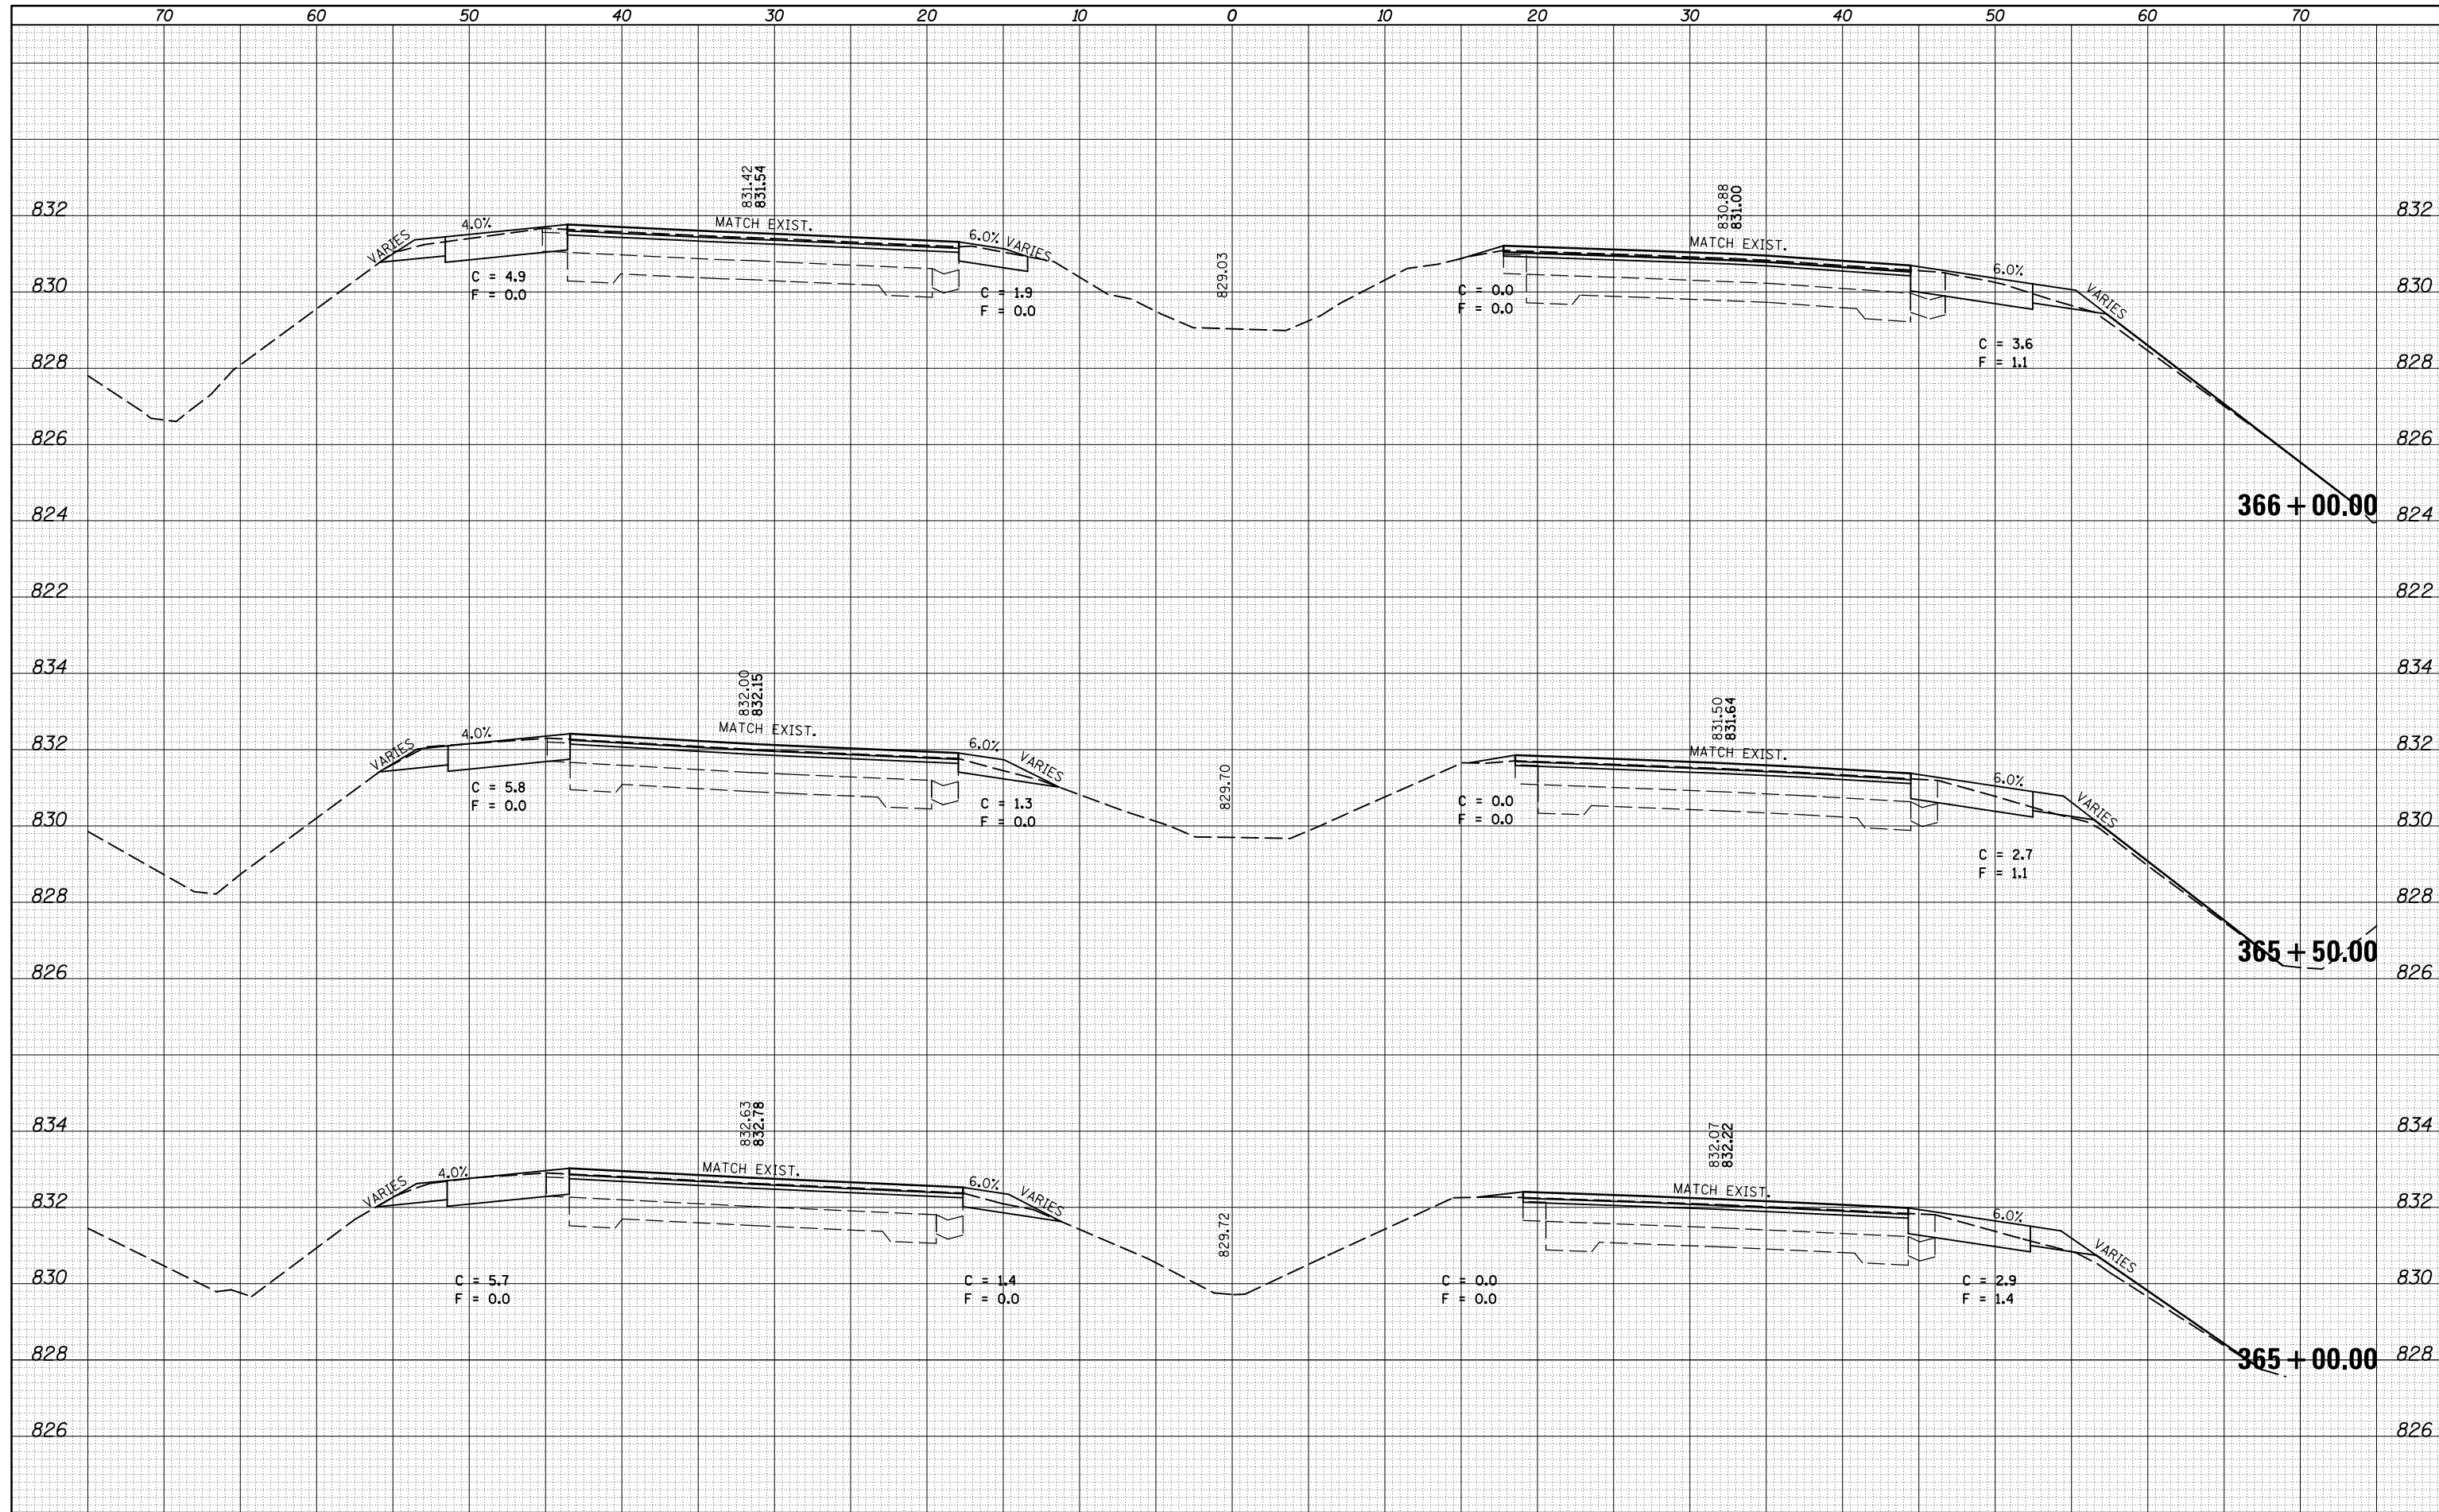 70 60 50 40 30 20 10 0 10 20 30 40 50 60 70
831.42
831.54
830.88
831.00
832 832
VARIES 4.0% MATCH EXIST. 6.0% VARIES 829.03 MATCH EXIST. 6.0% VARIES
C = 4.9
F = 0.0
C = 1.9
F = 0.0
C = 0.0
F = 0.0
830 830
C = 3.6
F = 1.1
828 828
826 826
366 + 00.00
824 824
822 822
834 834
832.00
832.15
831.50
831.64
832 832
VARIES 4.0% MATCH EXIST. 6.0% VARIES 829.70 MATCH EXIST. 6.0% VARIES
C = 5.8
F = 0.0
C = 1.3
F = 0.0
C = 0.0
F = 0.0
830 830
C = 2.7
F = 1.1
828 828
365 + 50.00
826 826
834 834
832.63
832.78
832.07
832.22
VARIES 4.0% MATCH EXIST. 6.0% VARIES 829.72 MATCH EXIST. 6.0% VARIES
832 832
830 830
C = 5.7
F = 0.0
C = 1.4
F = 0.0
C = 0.0
F = 0.0
C = 2.9
F = 1.4
828 365 + 00.00 828
826 826